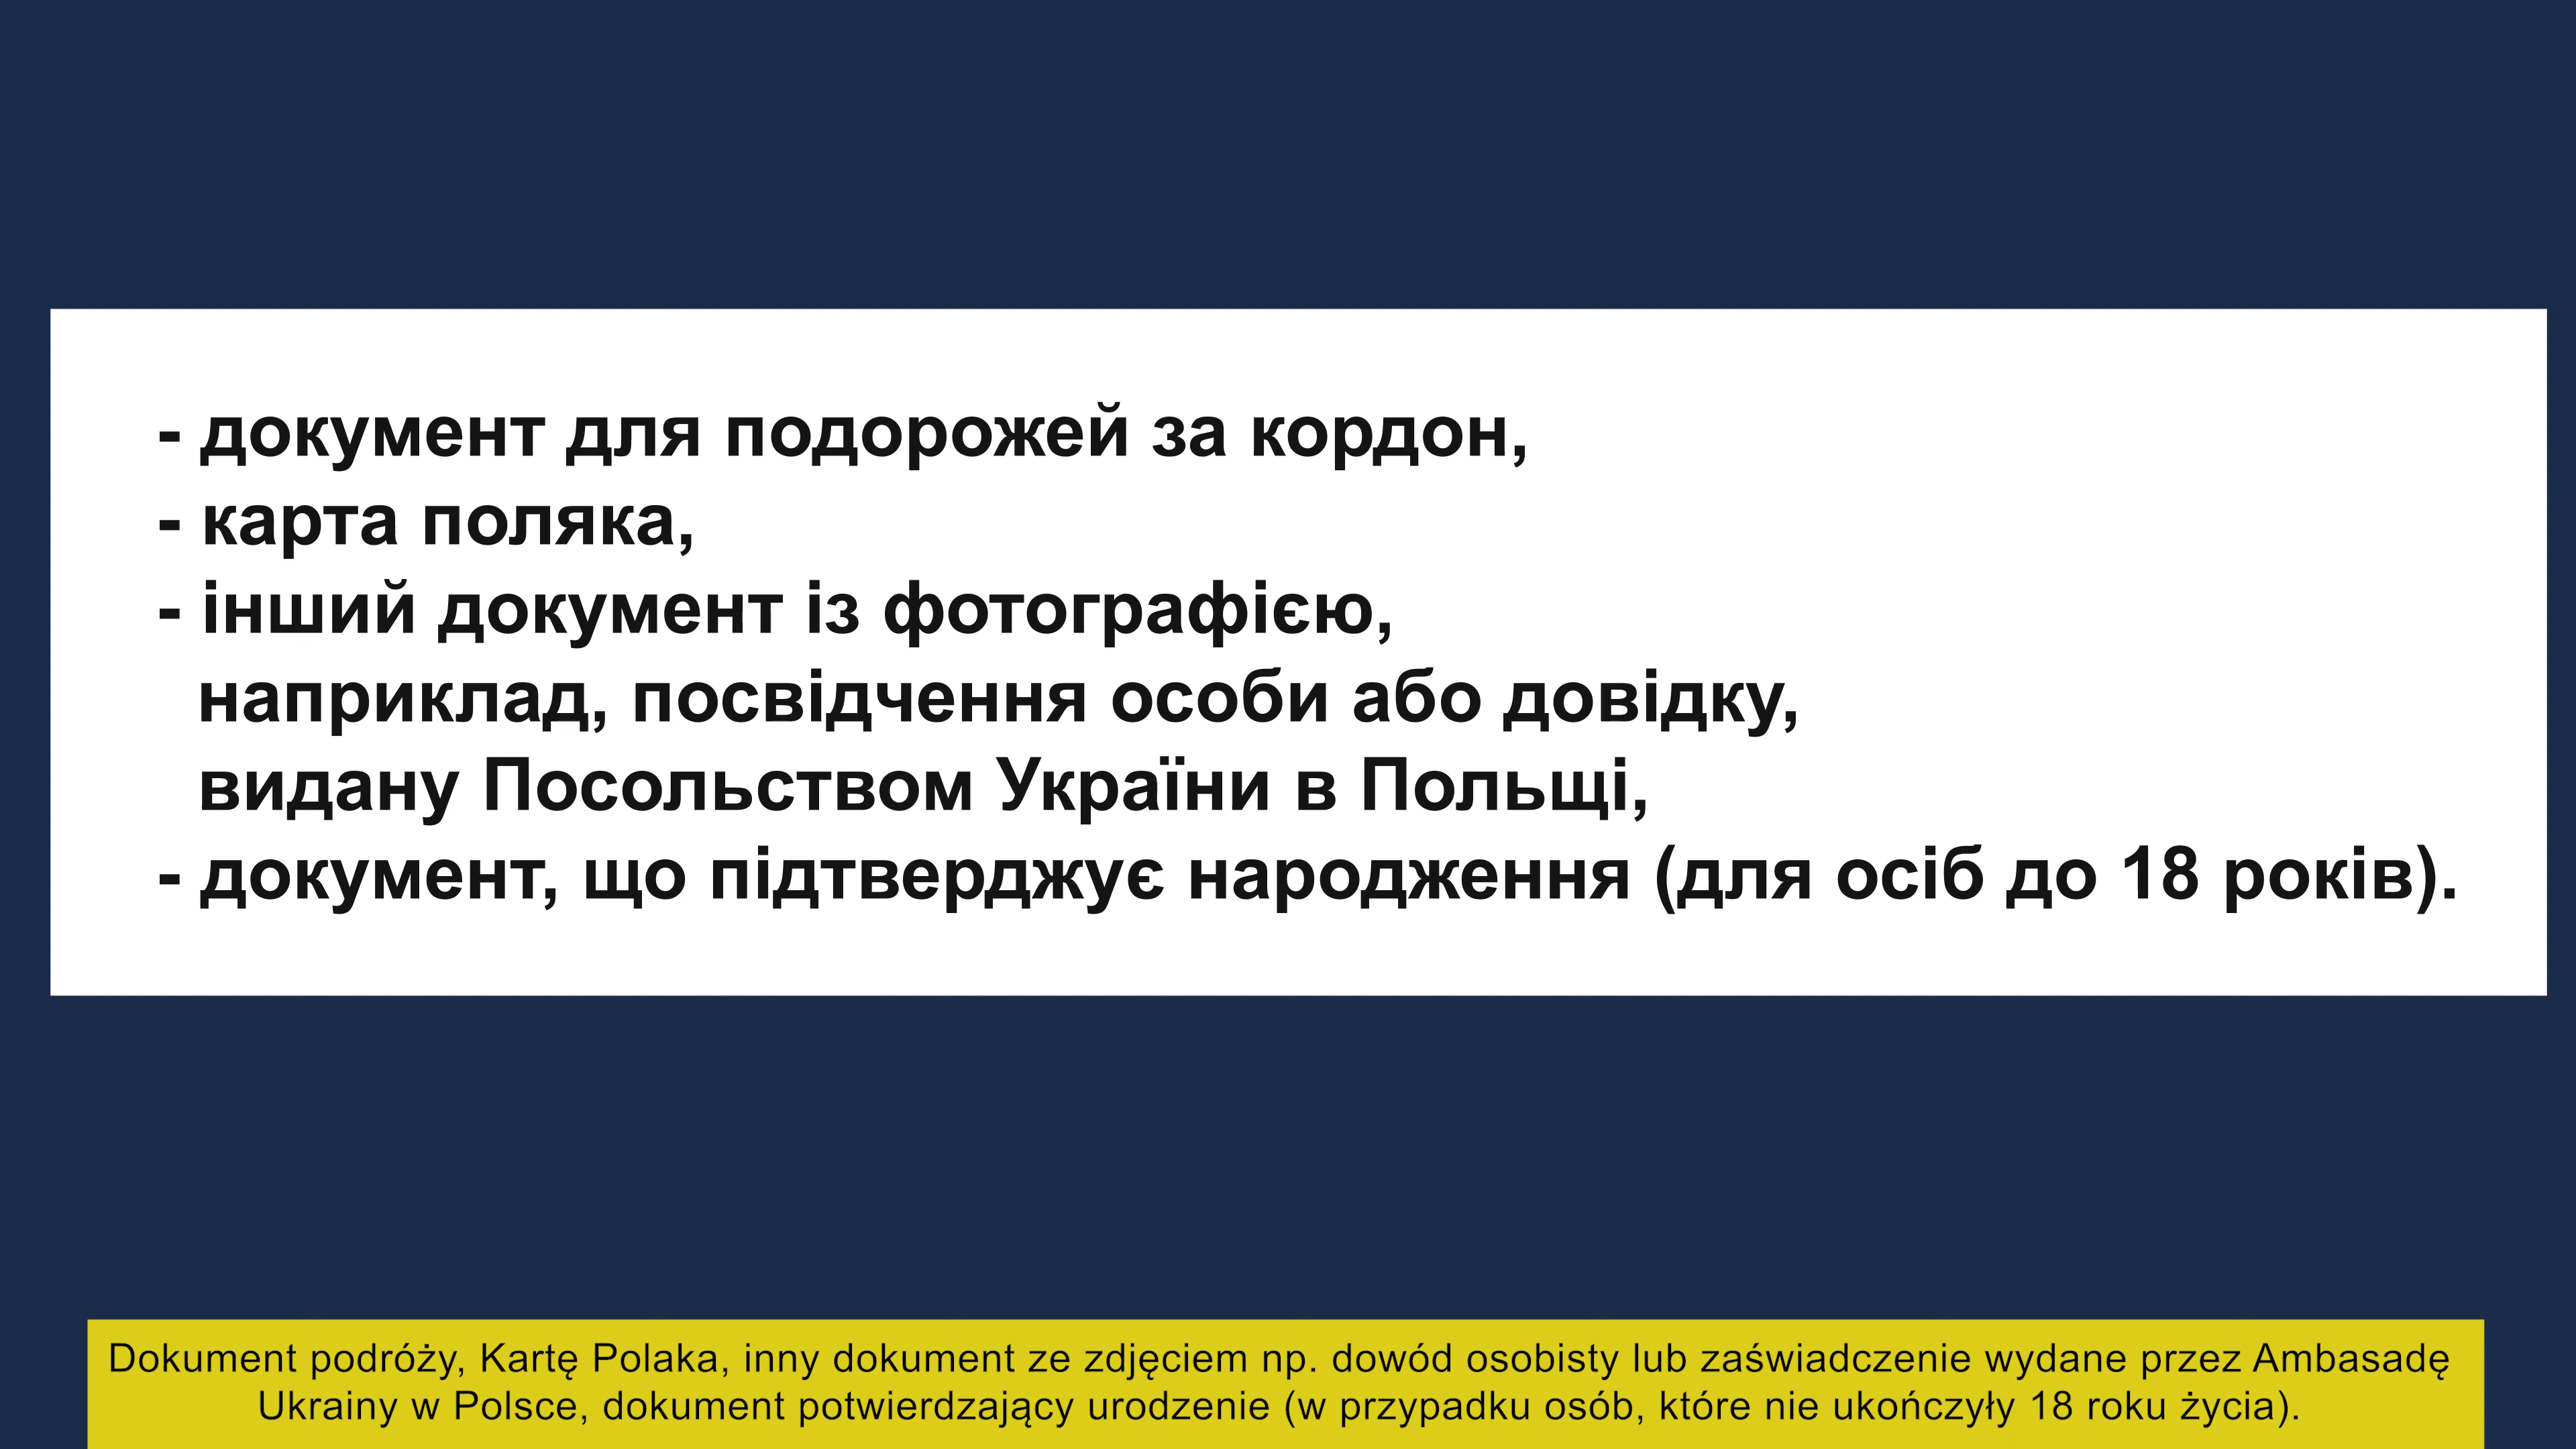 - документ для подорожей за кордон,
- карта поляка,
- інший документ із фотографією,
наприклад, посвідчення особи або довідку,
видану Посольством України в Польщі,
- документ, що підтверджує народження (для осіб до 18 років).
Dokument podróży, Kartę Polaka, inny dokument ze zdjęciem np. dowód osobisty lub zaświadczenie wydane przez Ambasadę
Ukrainy w Polsce, dokument potwierdzający urodzenie (w przypadku osób, które nie ukończyły 18 roku życia).